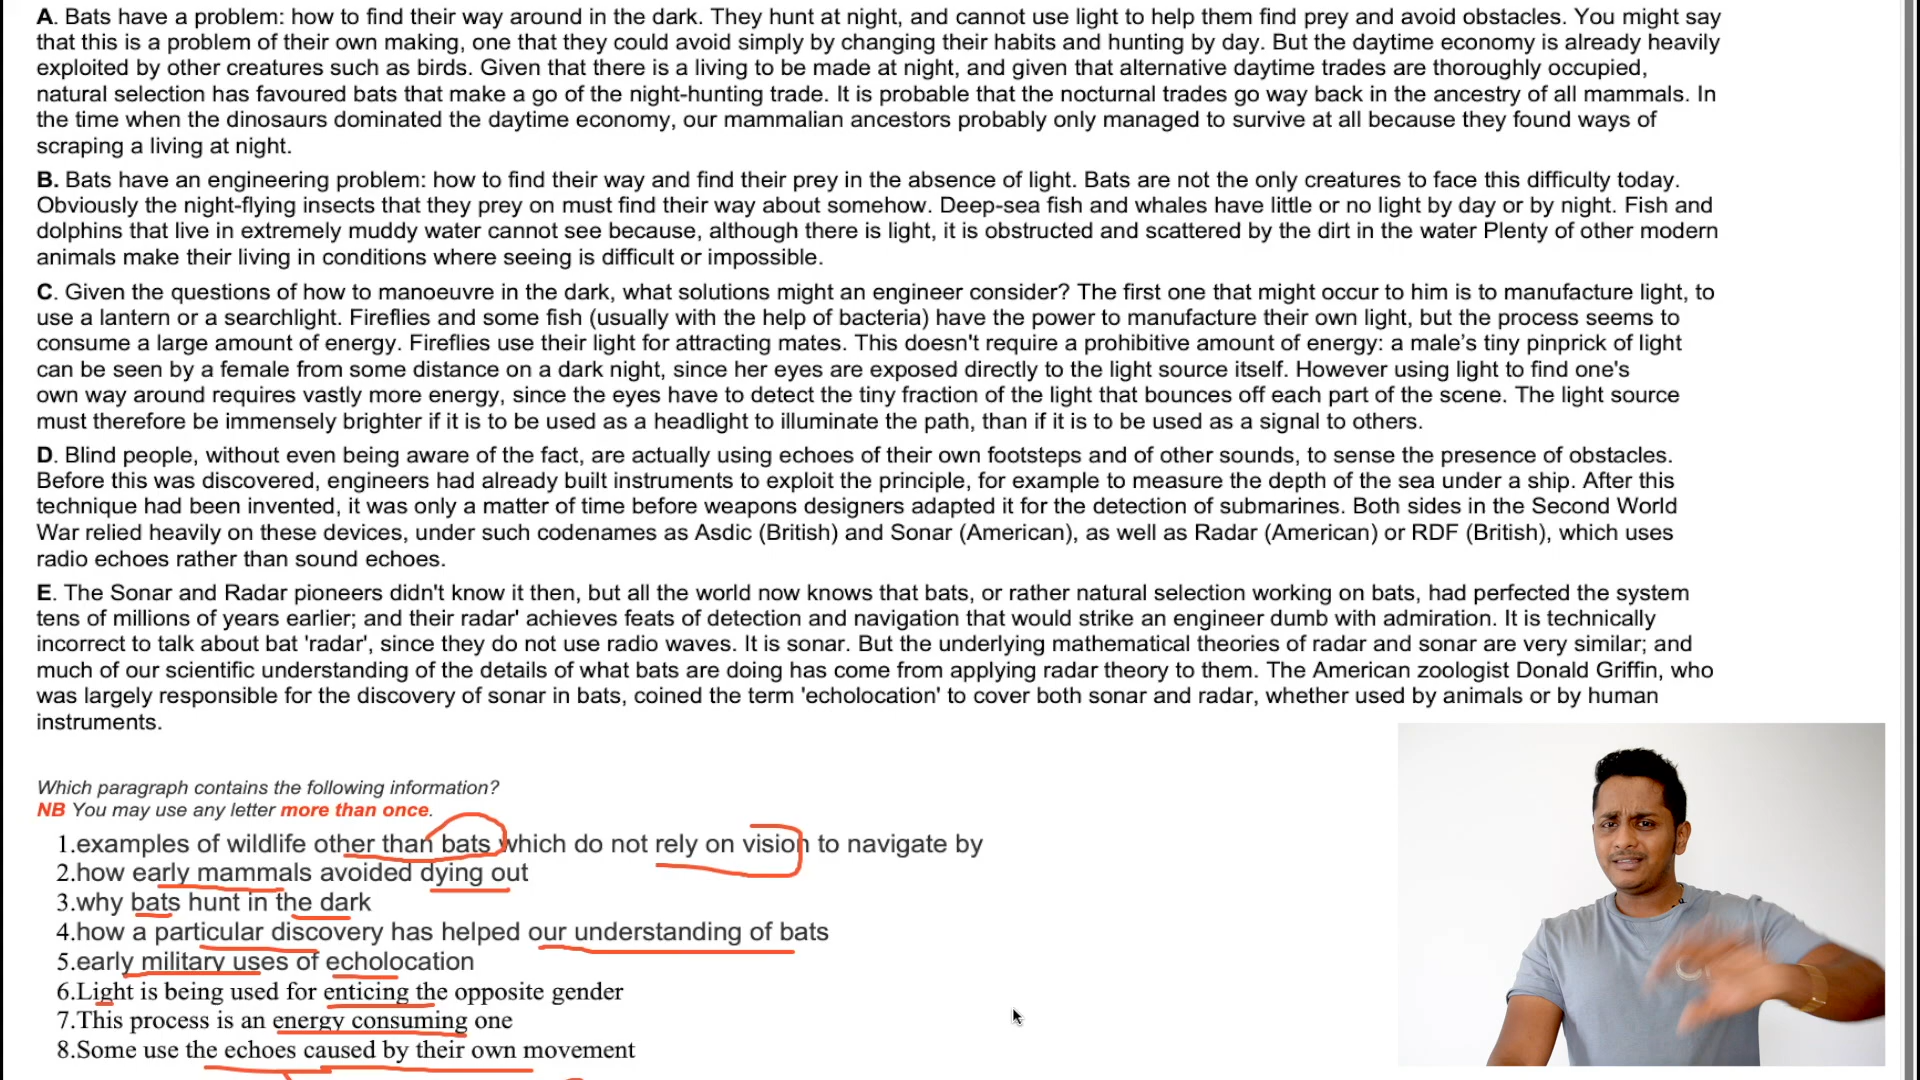 A. Bats have a problem: how to find their way around in the dark. They hunt at night, and cannot use light to help them find prey and avoid obstacles. You might say
that this is a problem of their own making, one that they could avoid simply by changing their habits and hunting by day. But the daytime economy is already heavily
exploited by other creatures such as birds. Given that there is a living to be made at night, and given that alternative daytime trades are thoroughly occupied,
natural selection has favoured bats that make a go of the night-hunting trade. It is probable that the nocturnal trades go way back in the ancestry of all mammals. In
the time when the dinosaurs dominated the daytime economy, our mammalian ancestors probably only managed to survive at all because they found ways of
scraping a living at night.
B. Bats have an engineering problem: how to find their way and find their prey in the absence of light. Bats are not the only creatures to face this difficulty today.
Obviously the night-flying insects that they prey on must find their way about somehow. Deep-sea fish and whales have little or no light by day or by night. Fish and
dolphins that live in extremely muddy water cannot see because, although there is light, it is obstructed and scattered by the dirt in the water Plenty of other modern
animals make their living in conditions where seeing is difficult or impossible.
C. Given the questions of how to manoeuvre in the dark, what solutions might an engineer consider? The first one that might occur to him is to manufacture light, to
use a lantern or a searchlight. Fireflies and some fish (usually with the help of bacteria) have the power to manufacture their own light, but the process seems to
consume a large amount of energy. Fireflies use their light for attracting mates. This doesn't require a prohibitive amount of energy: a male’s tiny pinprick of light
can be seen by a female from some distance on a dark night, since her eyes are exposed directly to the light source itself. However using light to find one's
own way around requires vastly more energy, since the eyes have to detect the tiny fraction of the light that bounces off each part of the scene. The light source
must therefore be immensely brighter if it is to be used as a headlight to illuminate the path, than if it is to be used as a signal to others.
D. Blind people, without even being aware of the fact, are actually using echoes of their own footsteps and of other sounds, to sense the presence of obstacles.
Before this was discovered, engineers had already built instruments to exploit the principle, for example to measure the depth of the sea under a ship. After this
technique had been invented, it was only a matter of time before weapons designers adapted it for the detection of submarines. Both sides in the Second World
War relied heavily on these devices, under such codenames as Asdic (British) and Sonar (American), as well as Radar (American) or RDF (British), which uses
radio echoes rather than sound echoes.
E. The Sonar and Radar pioneers didn't know it then, but all the world now knows that bats, or rather natural selection working on bats, had perfected the system
tens of millions of years earlier; and their radar' achieves feats of detection and navigation that would strike an engineer dumb with admiration. It is technically
incorrect to talk about bat 'radar', since they do not use radio waves. It is sonar. But the underlying mathematical theories of radar and sonar are very similar; and
much of our scientific understanding of the details of what bats are doing has come from applying radar theory to them. The American zoologist Donald Griffin, who
was largely responsible for the discovery of sonar in bats, coined the term 'echolocation' to cover both sonar and radar, whether used by animals or by human
instruments.
Which paragraph contains the following information?
NB You may use any letter more than once.
1.examples of wildlife other than bats which do not rely on vision to navigate by
2.how early mammals avoided dying out
3.why bats hunt in the dark
4.how a particular discovery has helped our understanding of bats
5.early military uses of echolocation
6.Light is being used for enticing the opposite gender
7.This process is an energy consuming one
8.Some use the echoes caused by their own movement